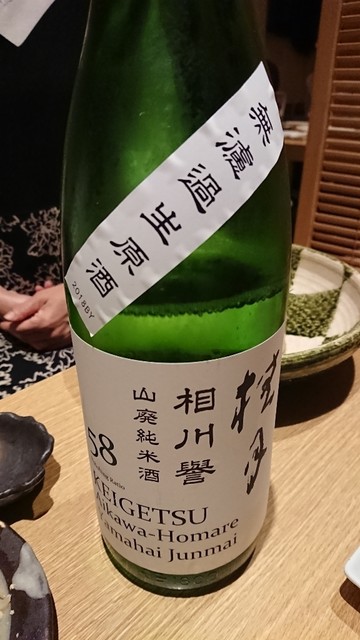 無濾過生原酒
2018BY
桂月
相川譽
山廃純米酒
58
KEIGETSU
Aikawa-Homare
Yamahai Junmai